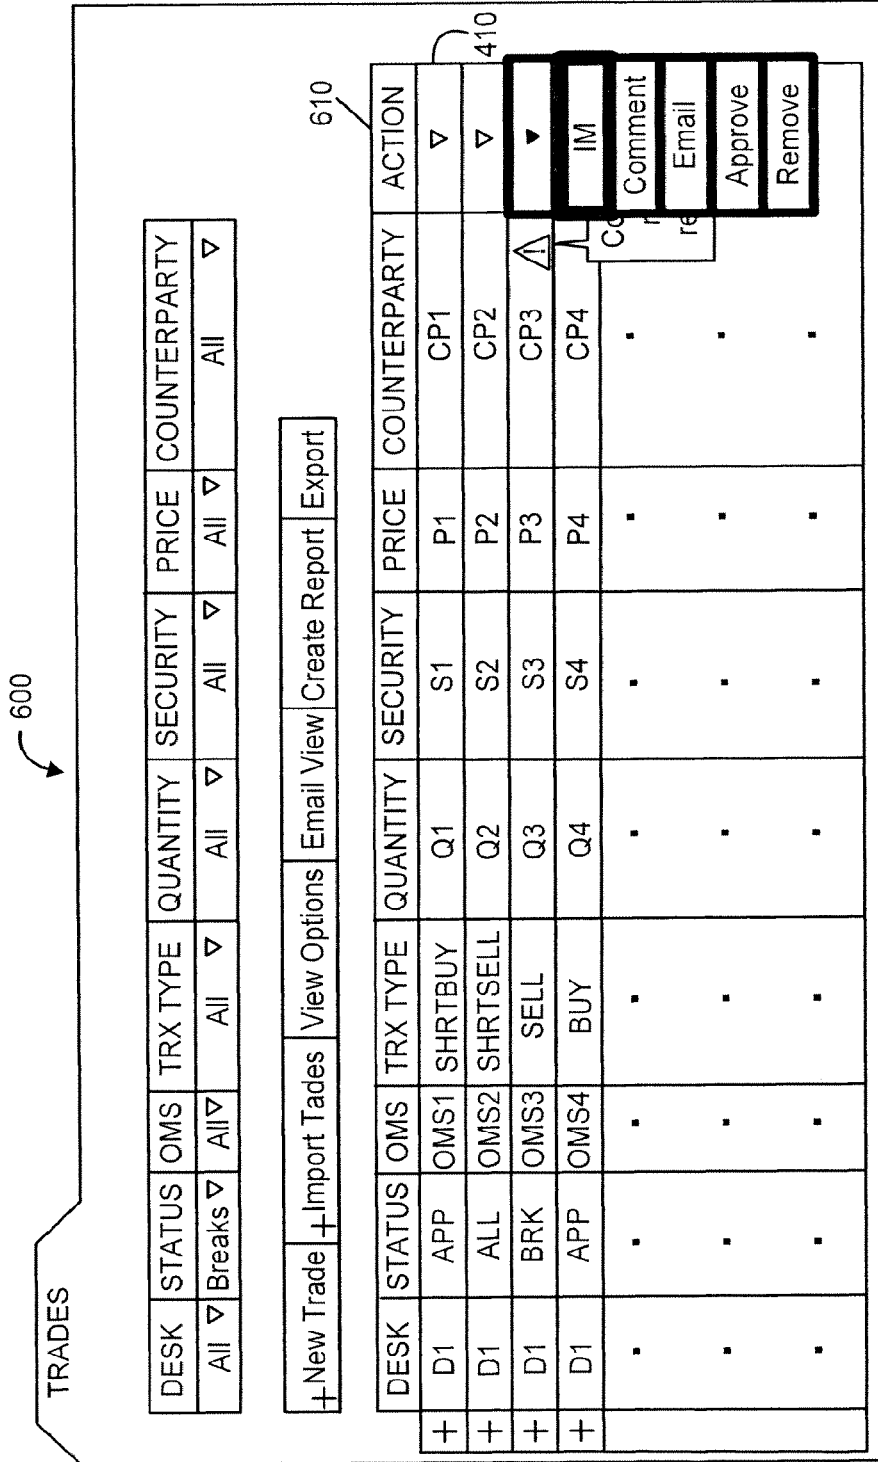 600
TRADES
DESK STATUS OMS TRX TYPE QUANTITY SECURITY PRICE COUNTERPARTY
All Breaks All All All All All All
+New Trade +Import Tades View Options Email View Create Report Export
610
DESK STATUS OMS TRX TYPE QUANTITY SECURITY PRICE COUNTERPARTY ACTION
+ D1 APP OMS1 SHRTBUY Q1 S1 P1 CP1
410
+ D1 ALL OMS2 SHRTSELL Q2 S2 P2 CP2
+ D1 BRK OMS3 SELL Q3 S3 P3 CP3 !
+ D1 APP OMS4 BUY Q4 S4 P4 CP4 IM
Comment
Email
Approve
Remove